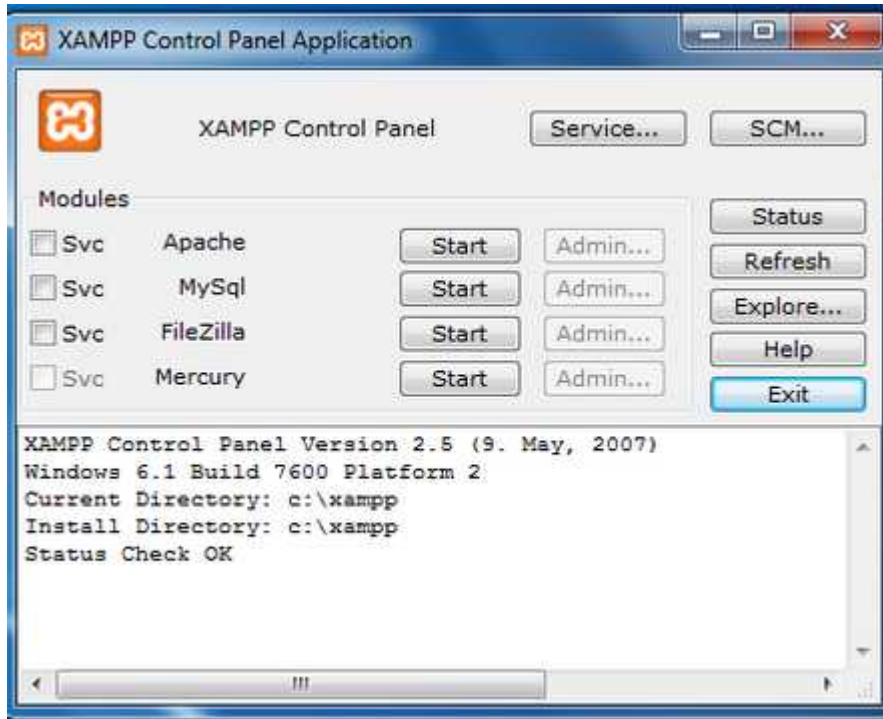 XAMPP Control Panel Application
XAMPP Control Panel Service... SCM...
Modules
Svc Apache Start Admin...
Svc MySql Start Admin...
Svc FileZilla Start Admin...
Svc Mercury Start Admin...
Status
Refresh
Explore...
Help
Exit
XAMPP Control Panel Version 2.5 (9. May, 2007)
Windows 6.1 Build 7600 Platform 2
Current Directory: c:\xampp
Install Directory: c:\xampp
Status Check OK